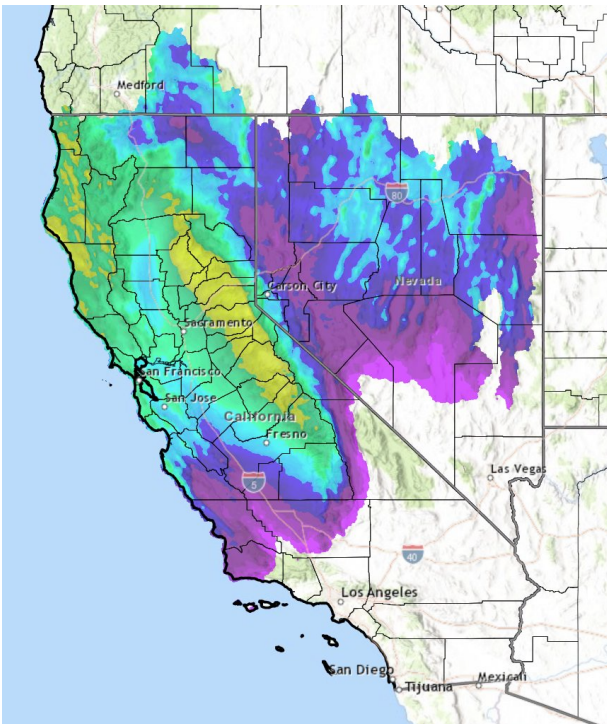 Medford
80
Nevada
Carson City
Sacramento
San Francisco
San Jose
California
Fresno
5
Las Vegas
40
Los Angeles
San Diego
Tijuana
Mexicali